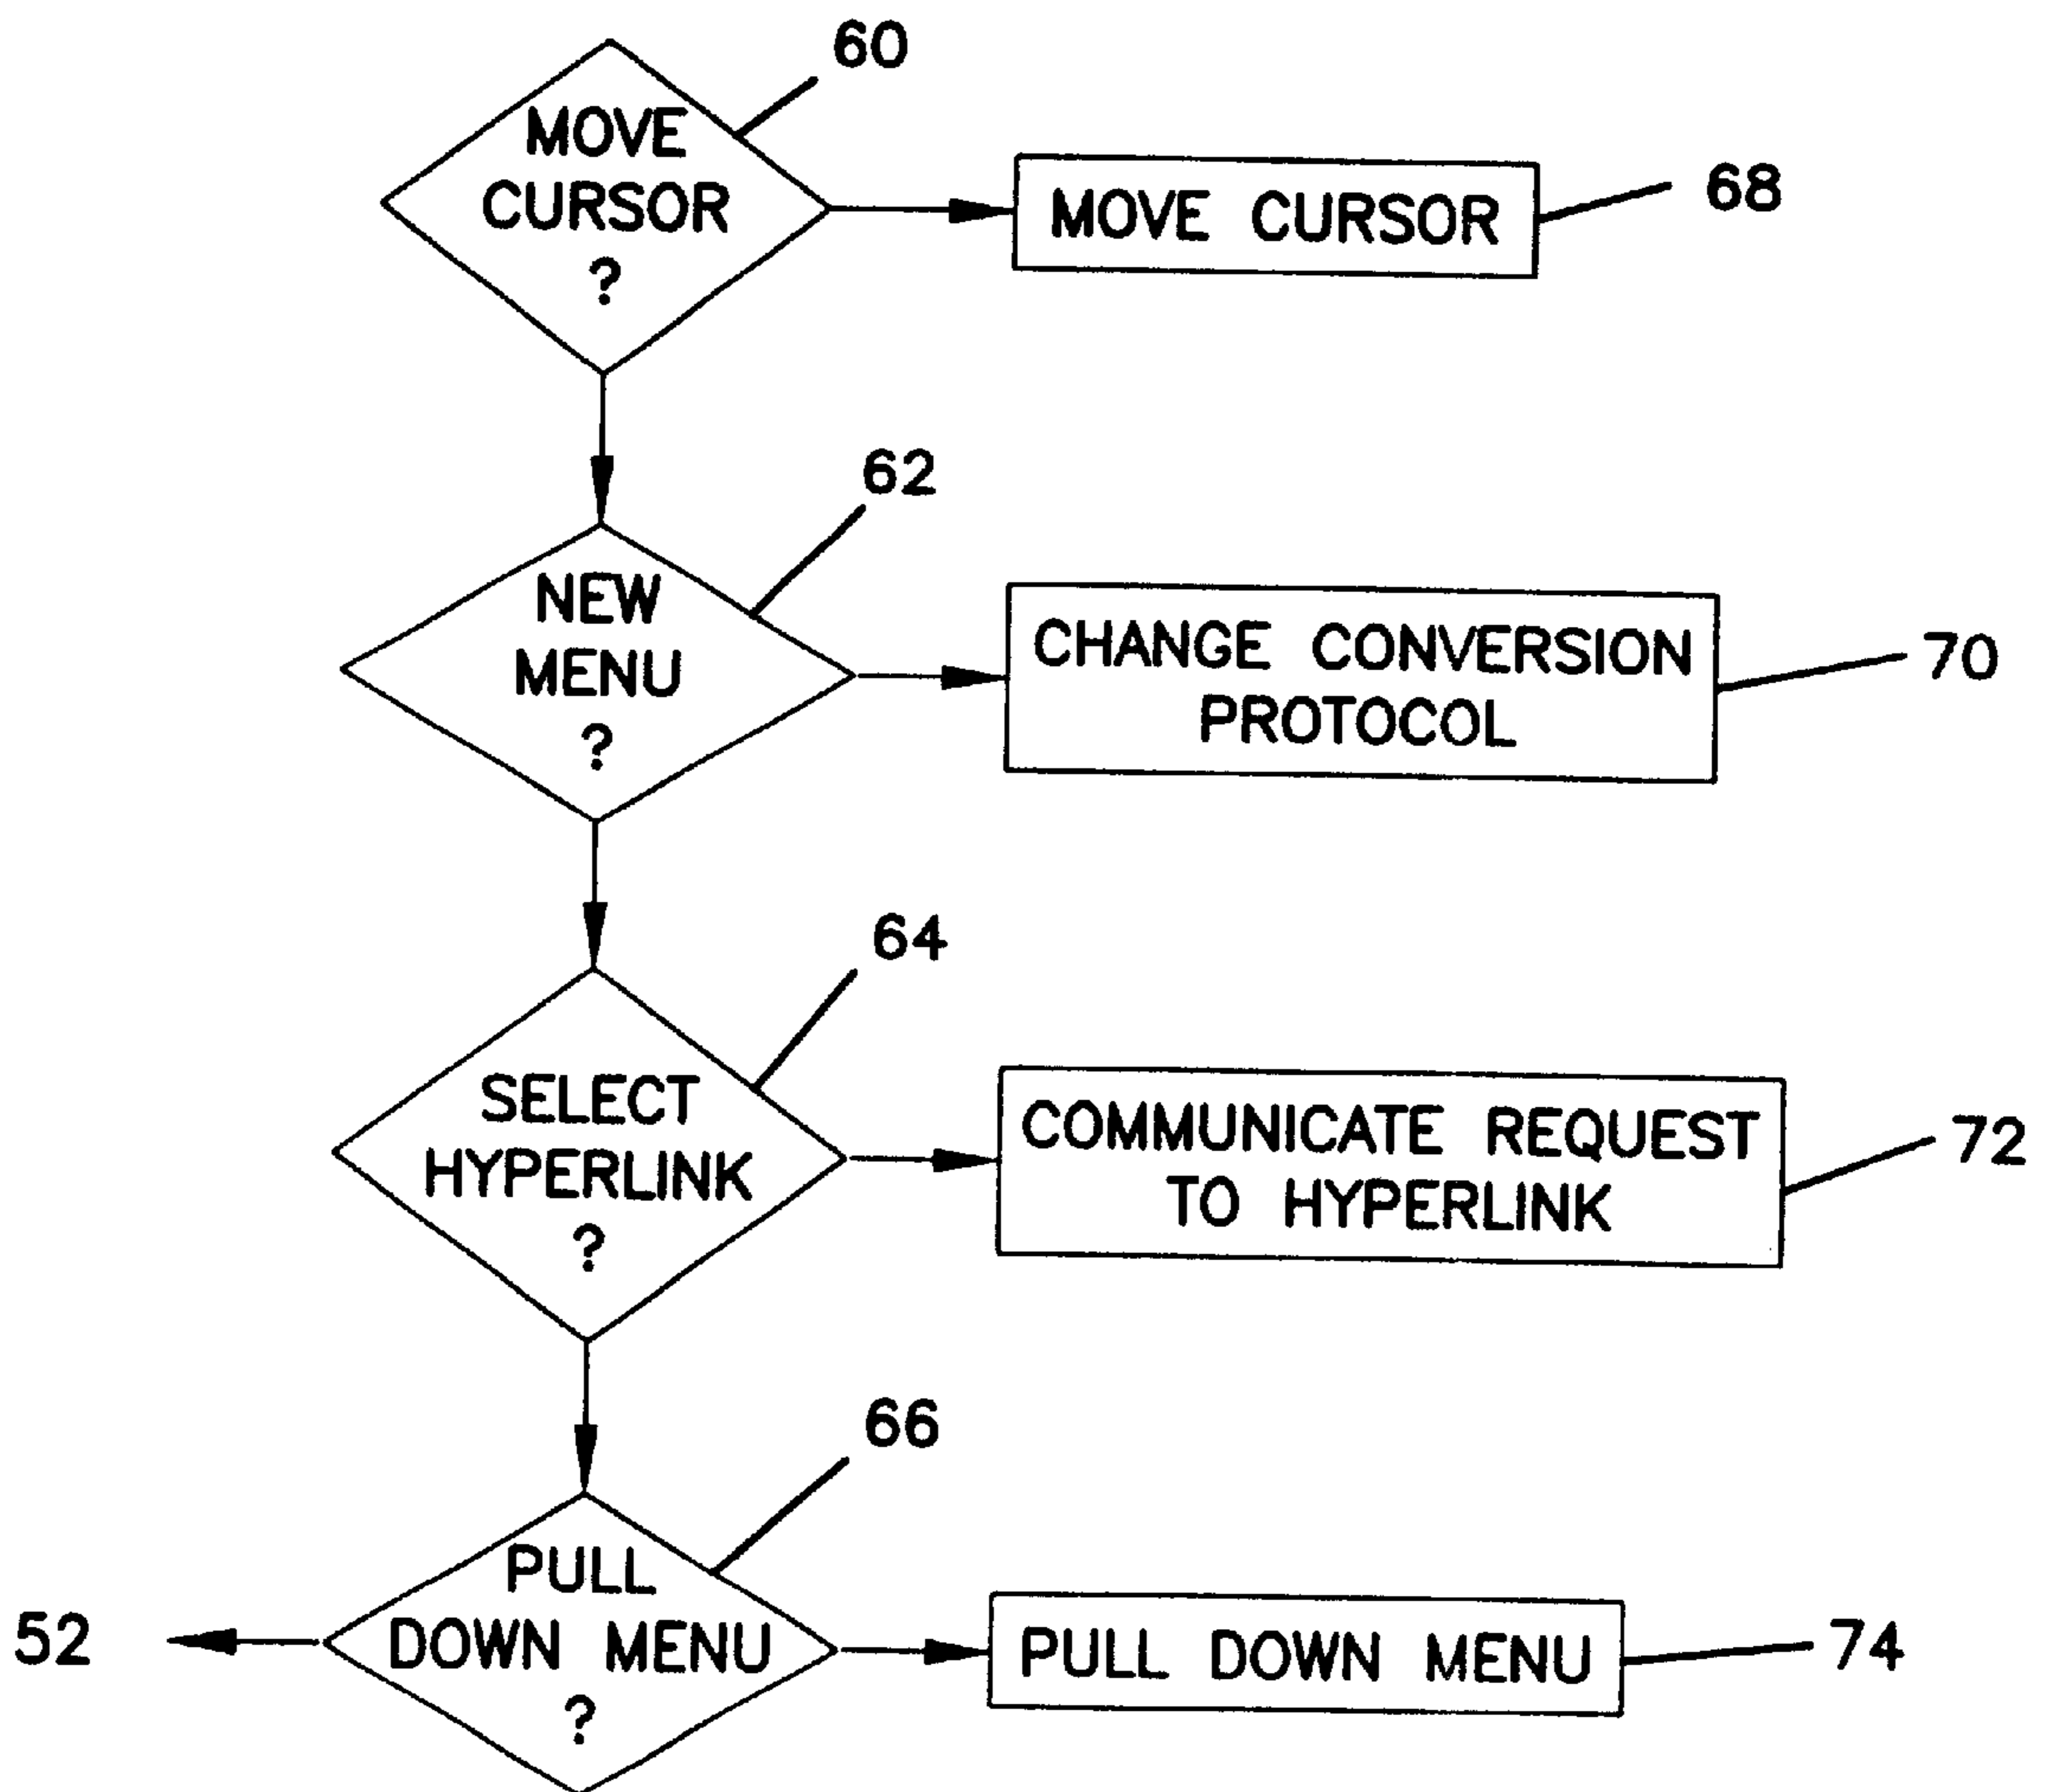 60
MOVE
CURSOR
?
MOVE CURSOR
68
62
NEW
MENU
?
CHANGE CONVERSION
PROTOCOL
70
64
SELECT
HYPERLINK
?
COMMUNICATE REQUEST
TO HYPERLINK
72
66
PULL
DOWN MENU
?
52
PULL DOWN MENU
74